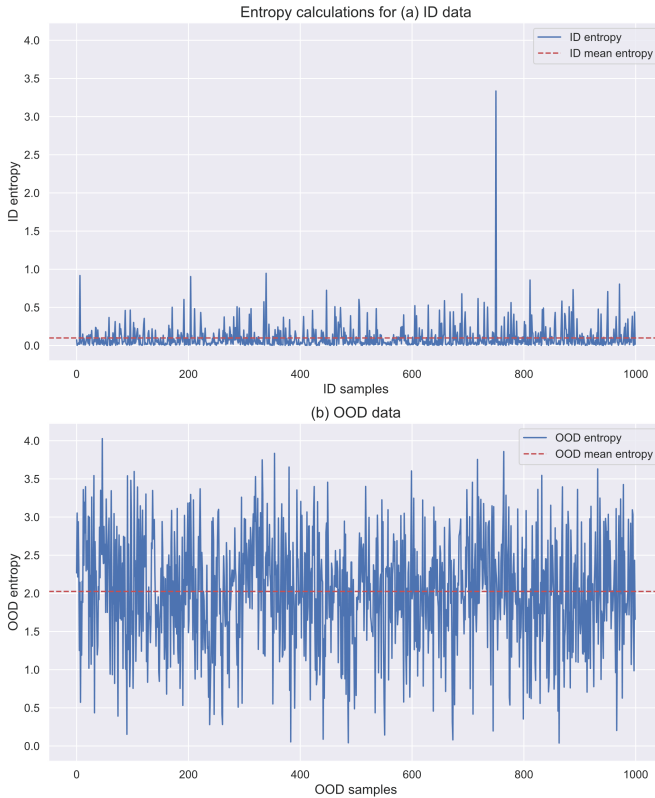 Entropy calculations for (a) ID data
4.0
3.5
3.0
2.5
2.0
1.5
1.0
0.5
0.0
ID entropy
ID entropy
ID mean entropy
0 200 400 600 800 1000
ID samples
(b) OOD data
4.0
3.5
3.0
2.5
2.0
1.5
1.0
0.5
0.0
OOD entropy
OOD entropy
OOD mean entropy
0 200 400 600 800 1000
OOD samples